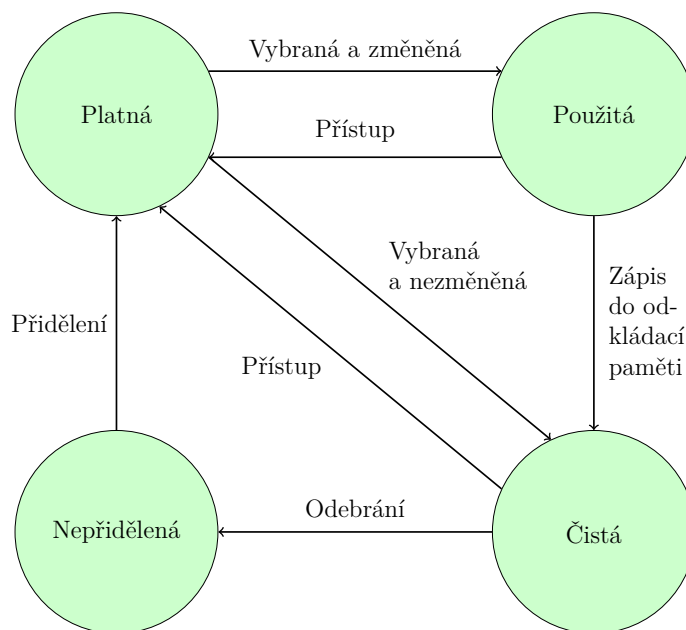 Vybraná a změněná
Platná
Použitá
Přístup
Vybraná
a nezměněná
Zápis
do od-
kládací
paměti
Přidělení
Přístup
Odebrání
Nepřidělená
Čistá